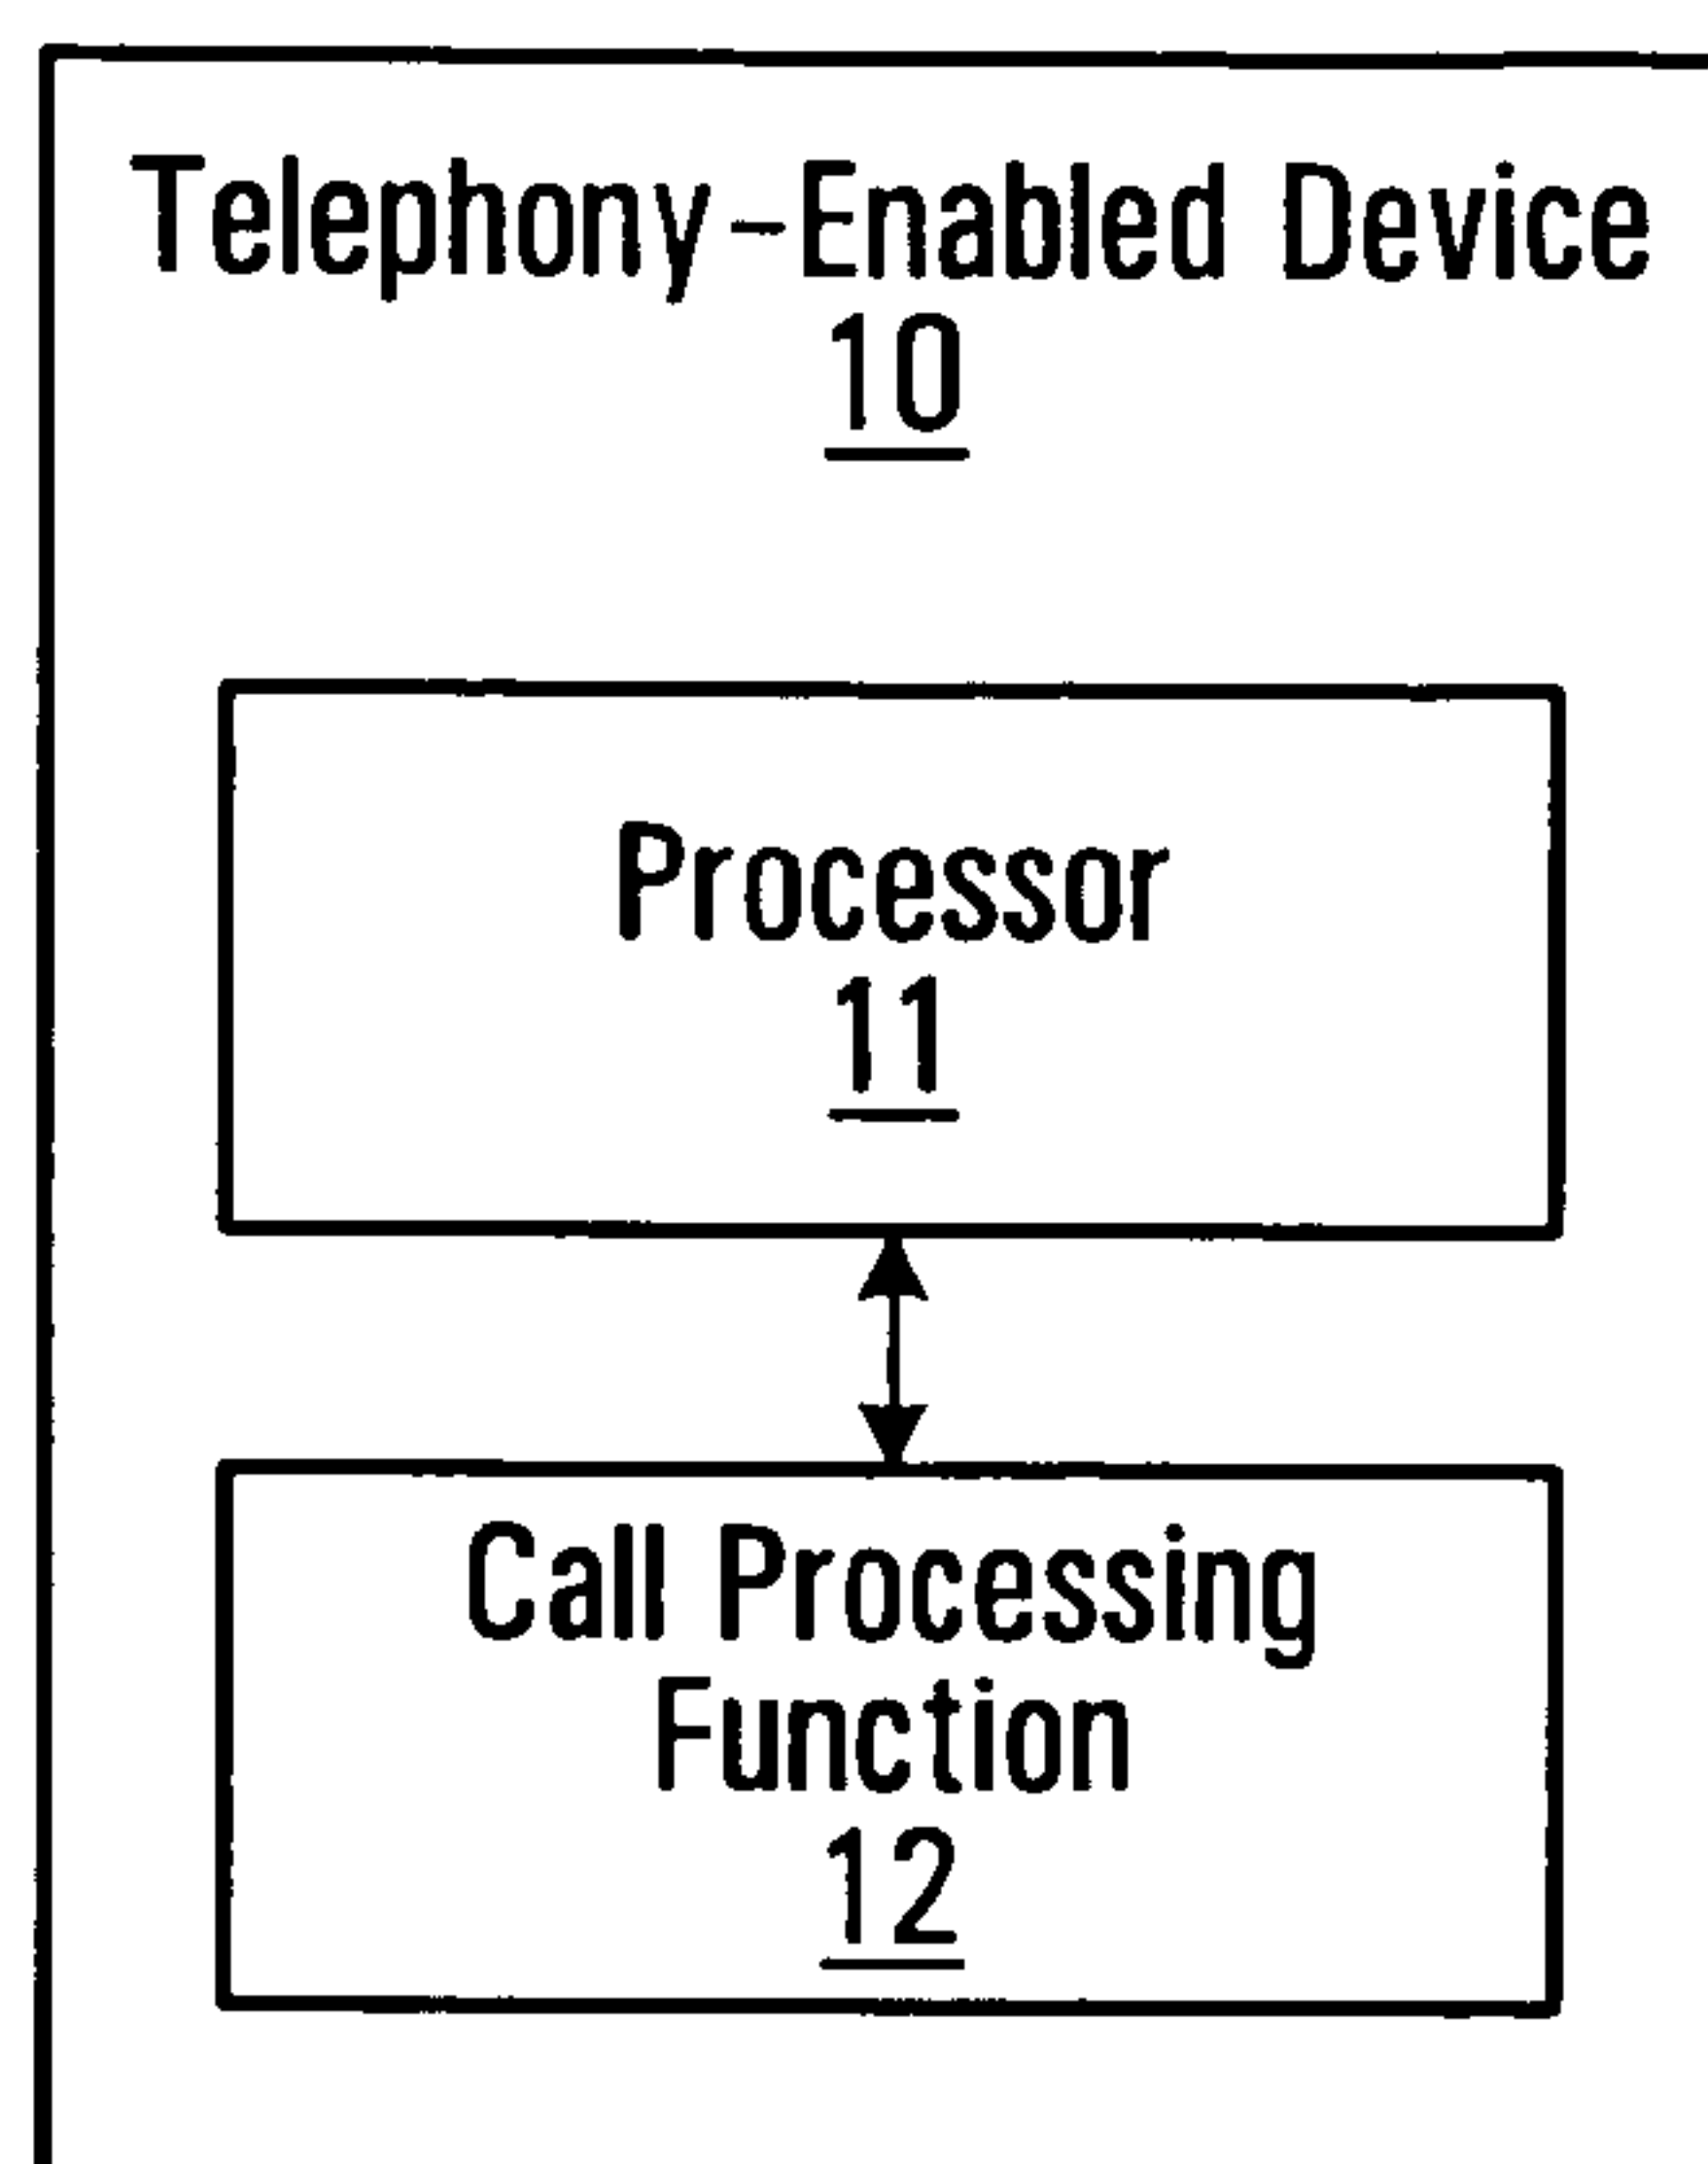 Telephony-Enabled Device
10
Processor
11
Call Processing
Function
12